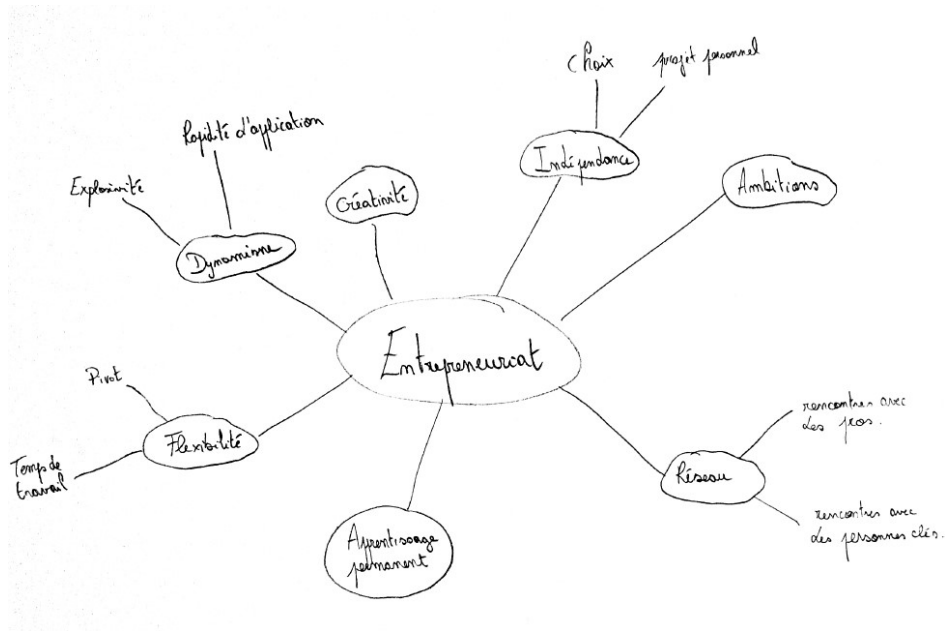 Choix
projet personnel
Rapidité d'application
Indépendance
Explosivité
Créativité
Ambitions
Dynamisme
Entrepreneuriat
Pivot
Flexibilité
Temps de
travail
rencontres avec
des pros.
Réseau
rencontres avec
des personnes clés.
Apprentissage
permanent